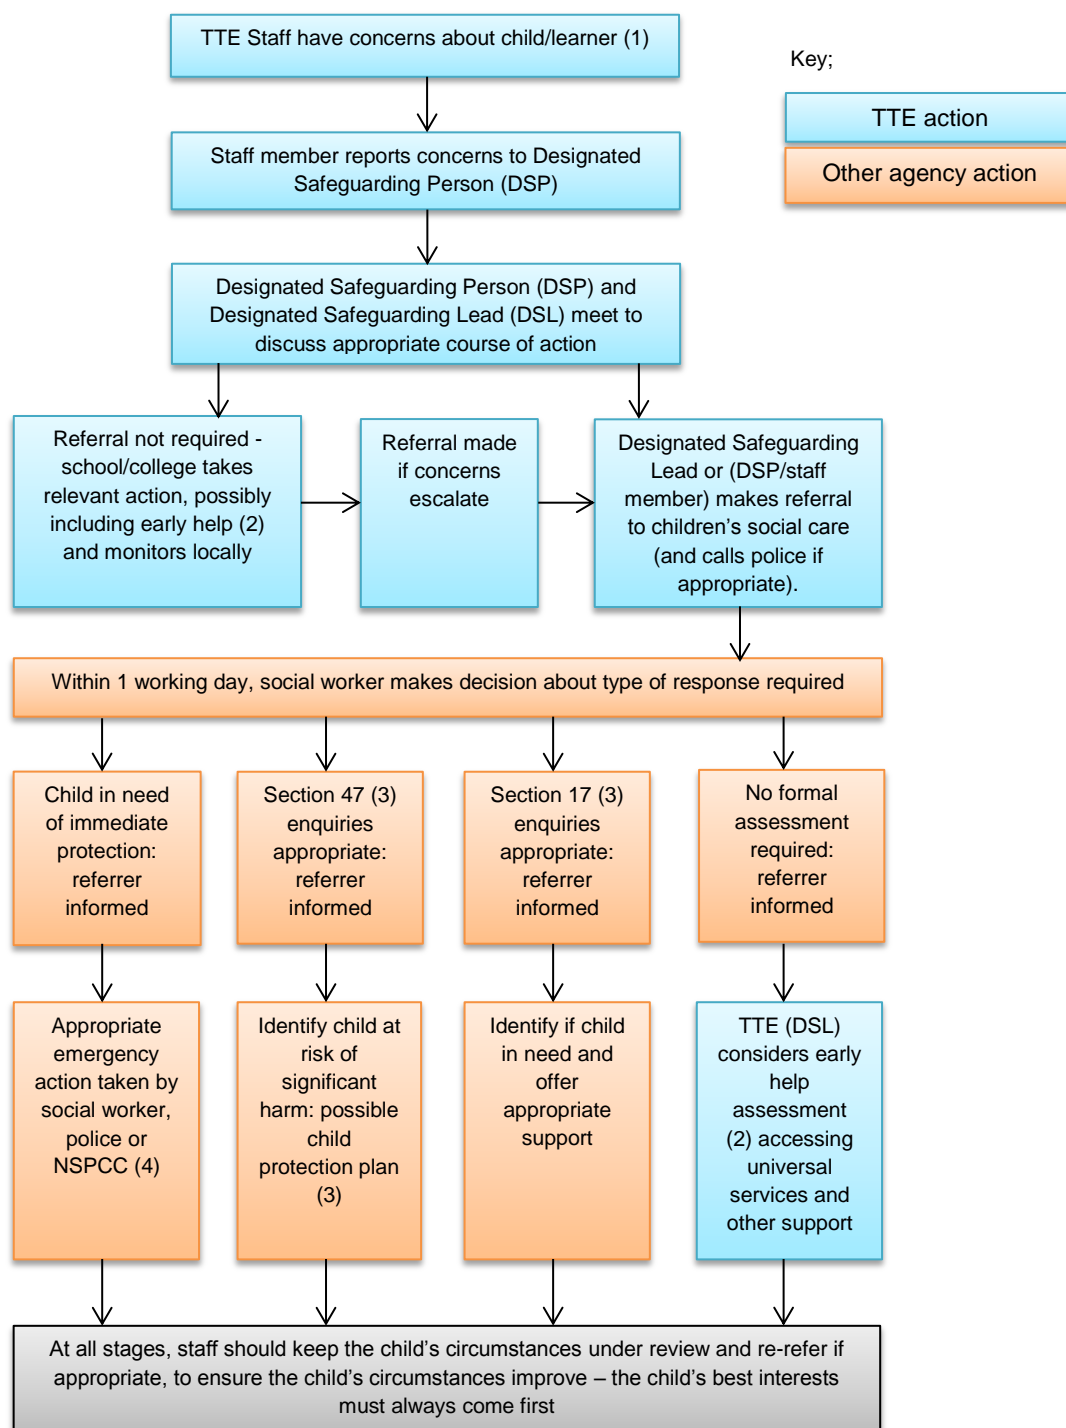 TTE Staff have concerns about child/learner (1)
Key;
TTE action
Other agency action
Staff member reports concerns to Designated
Safeguarding Person (DSP)
Designated Safeguarding Person (DSP) and
Designated Safeguarding Lead (DSL) meet to
discuss appropriate course of action
Referral not required -
school/college takes
relevant action, possibly
including early help (2)
and monitors locally
Referral made
if concerns
escalate
Designated Safeguarding
Lead or (DSP/staff
member) makes referral
to children’s social care
(and calls police if
appropriate).
Within 1 working day, social worker makes decision about type of response required
Child in need
of immediate
protection:
referrer
informed
Section 47 (3)
enquiries
appropriate:
referrer
informed
Section 17 (3)
enquiries
appropriate:
referrer
informed
No formal
assessment
required:
referrer
informed
Appropriate
emergency
action taken by
social worker,
police or
NSPCC (4)
Identify child at
risk of
significant
harm: possible
child
protection plan
(3)
Identify if child
in need and
offer
appropriate
support
TTE (DSL)
considers early
help
assessment
(2) accessing
universal
services and
other support
At all stages, staff should keep the child’s circumstances under review and re-refer if
appropriate, to ensure the child’s circumstances improve – the child’s best interests
must always come first